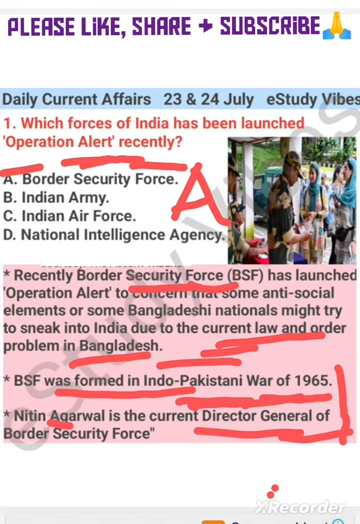 PLEASE LIKE, SHARE + SUBSCRIBE🙏
Daily Current Affairs 23 & 24 July eStudy Vibes
1. Which forces of India has been launched
'Operation Alert' recently?
A. Border Security Force.
B. Indian Army.
C. Indian Air Force.
D. National Intelligence Agency.
A
* Recently Border Security Force (BSF) has launched
'Operation Alert' to concern that some anti-social
elements or some Bangladeshi nationals might try
to sneak into India due to the current law and order
problem in Bangladesh.
* BSF was formed in Indo-Pakistani War of 1965.
* Nitin Agarwal is the current Director General of
Border Security Force"
eStudy Vibes
XRecorder